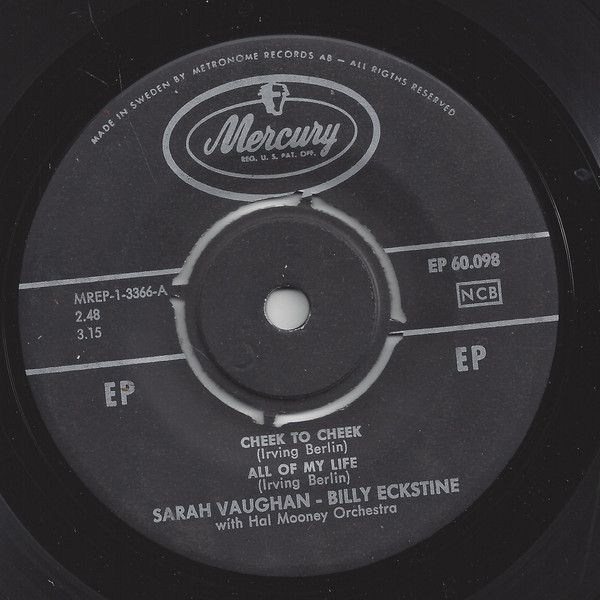 MADE IN SWEDEN BY METRONOME RECORDS AB — ALL RIGTHS RESERVED
Mercury
REG. U. S. PAT. OFF.
EP 60.098
NCB
MREP-1-3366-A
2.48
3.15
EP
EP
CHEEK TO CHEEK
(Irving Berlin)
ALL OF MY LIFE
(Irving Berlin)
SARAH VAUGHAN - BILLY ECKSTINE
with Hal Mooney Orchestra